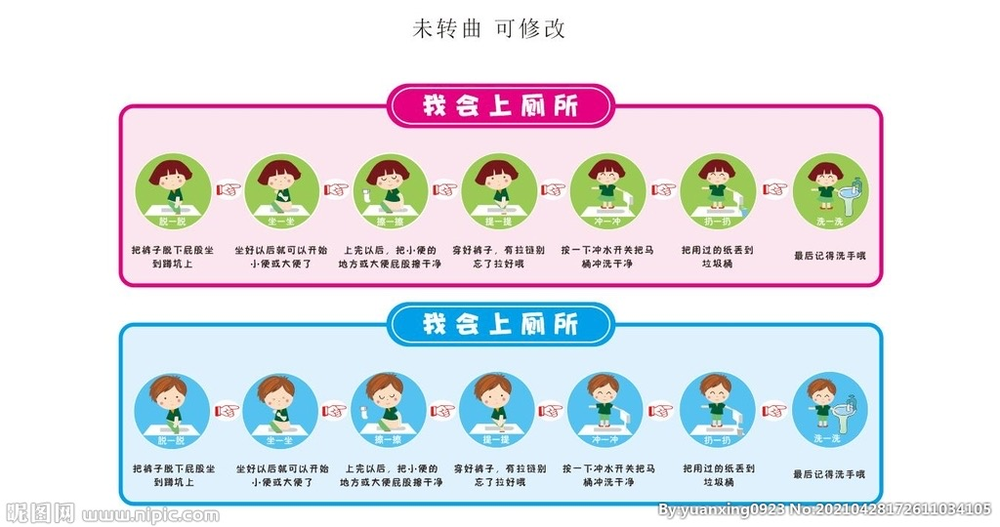 未转曲 可修改
我会上厕所
脱一脱 坐一坐 擦一擦 提一提 冲一冲 扔一扔 洗一洗
把裤子脱下屁股坐 坐好以后就可以开始 上完以后，把小便的 穿好裤子，有拉链别 按一下冲水开关把马 把用过的纸丢到 最后记得洗手哦
到蹲坑上 小便或大便了 地方或大便屁股擦干净 忘了拉好哦 桶冲洗干净 垃圾桶
我会上厕所
脱一脱 坐一坐 擦一擦 提一提 冲一冲 扔一扔 洗一洗
把裤子脱下屁股坐 坐好以后就可以开始 上完以后，把小便的 穿好裤子，有拉链别 按一下冲水开关把马 把用过的纸丢到 最后记得洗手哦
到蹲坑上 小便或大便了 地方或大便屁股擦干净 忘了拉好哦 桶冲洗干净 垃圾桶
昵图网 www.nipic.com
By:yuanxing0923 No:20210428172611034105